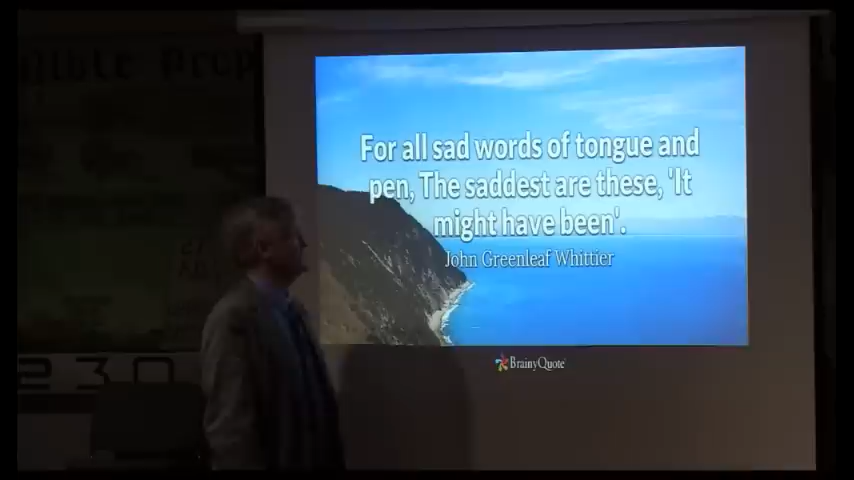 For all sad words of tongue and
pen, The saddest are these, 'It
might have been'.
John Greenleaf Whittier
BrainyQuote
230